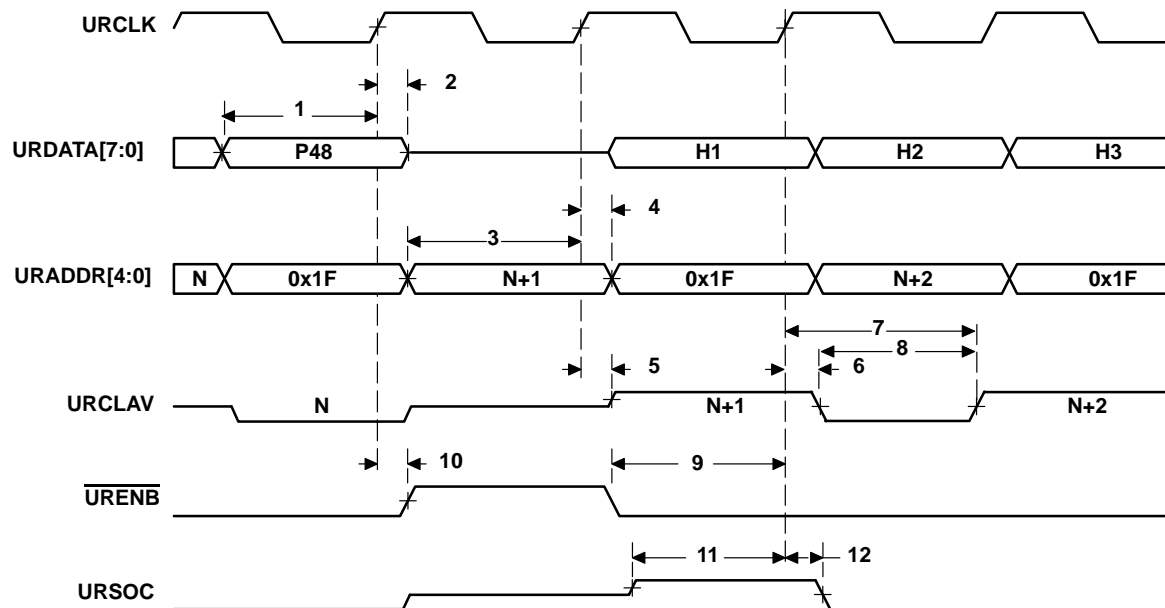 URCLK
2
1
URDATA[7:0] P48 H1 H2 H3
4
3
URADDR[4:0] N 0x1F N+1 0x1F N+2 0x1F
7
8
5 6
URCLAV N N+1 N+2
10 9
URENB
11 12
URSOC